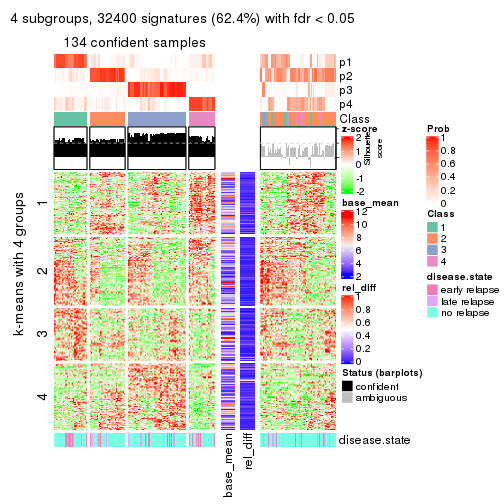 4 subgroups, 32400 signatures (62.4%) with fdr < 0.05
134 confident samples
p1
p2
p3
p4
Class
Silhouette
score
k-means with 4 groups
1
2
3
4
base_mean
rel_diff
disease.state
z-score
2
1
0
-1
-2
base_mean
12
10
8
6
4
2
rel_diff
1
0.8
0.6
0.4
0.2
0
Status (barplots)
confident
ambiguous
Prob
1
0.8
0.6
0.4
0.2
0
Class
1
2
3
4
disease.state
early relapse
late relapse
no relapse